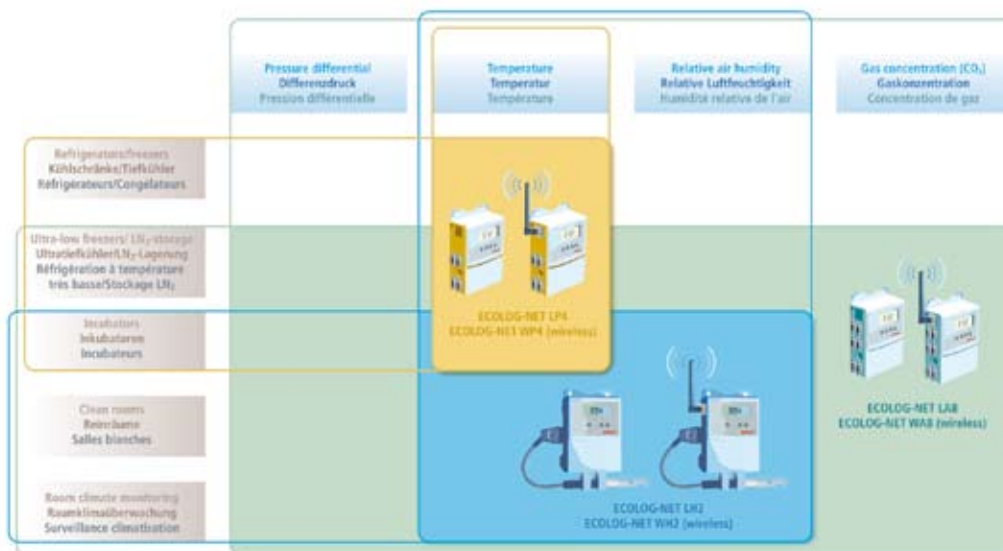 Pressure differential
Differenzdruck
Pression différentielle
Temperature
Temperatur
Température
Relative air humidity
Relative Luftfeuchtigkeit
Humidité relative de l'air
Gas concentration (CO₂)
Gaskonzentration
Concentration de gaz
Refrigerators/freezers
Kühlschränke/Tiefkühler
Réfrigérateurs/Congélateurs
Ultra-low freezers/ LN₂-storage
Ultratiefkühler/LN₂-Lagerung
Réfrigération à température
très basse/Stockage LN₂
Incubators
Inkubatoren
Incubateurs
Clean rooms
Reinräume
Salles blanches
Room climate monitoring
Raumklimaüberwachung
Surveillance climatisation
ECOLOG-NET LP4
ECOLOG-NET WP4 (wireless)
ECOLOG-NET LA8
ECOLOG-NET WA8 (wireless)
ECOLOG-NET LH2
ECOLOG-NET WH2 (wireless)